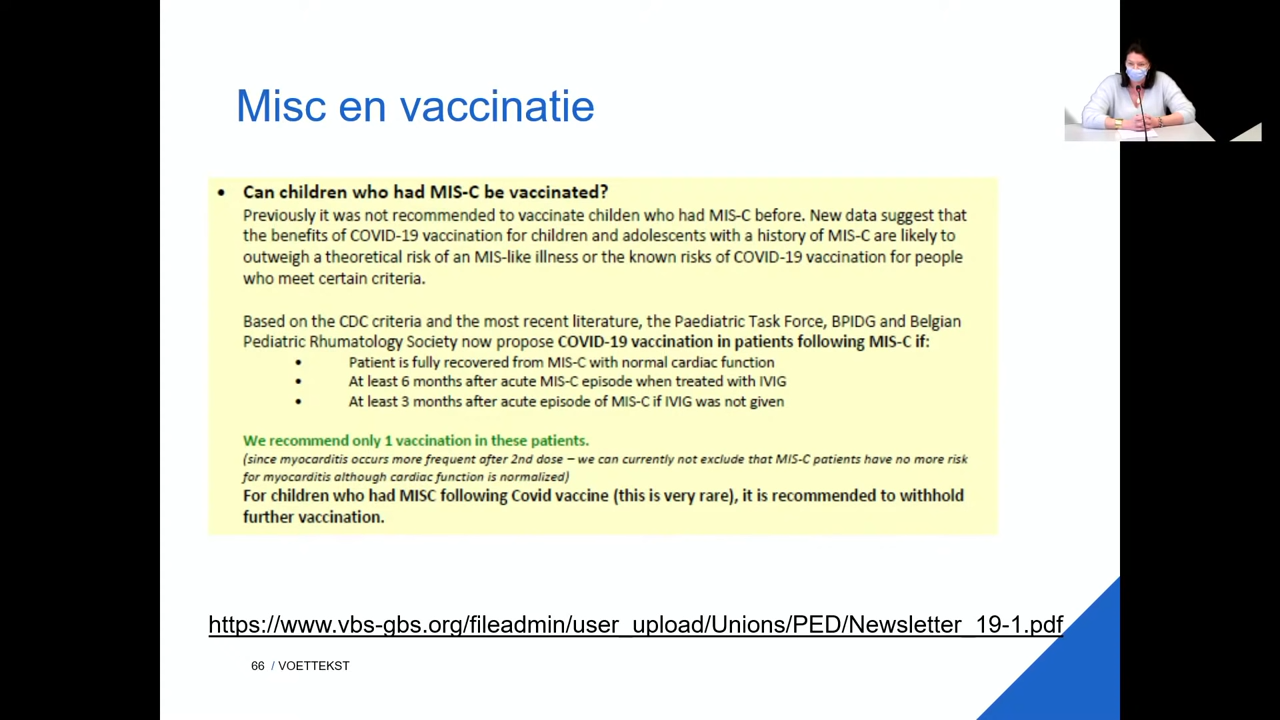 Misc en vaccinatie
• Can children who had MIS-C be vaccinated?
Previously it was not recommended to vaccinate childen who had MIS-C before. New data suggest that
the benefits of COVID-19 vaccination for children and adolescents with a history of MIS-C are likely to
outweigh a theoretical risk of an MIS-like illness or the known risks of COVID-19 vaccination for people
who meet certain criteria.
Based on the CDC criteria and the most recent literature, the Paediatric Task Force, BPIDG and Belgian
Pediatric Rhumatology Society now propose COVID-19 vaccination in patients following MIS-C if:
• Patient is fully recovered from MIS-C with normal cardiac function
• At least 6 months after acute MIS-C episode when treated with IVIG
• At least 3 months after acute episode of MIS-C if IVIG was not given
We recommend only 1 vaccination in these patients.
(since myocarditis occurs more frequent after 2nd dose – we can currently not exclude that MIS-C patients have no more risk
for myocarditis although cardiac function is normalized)
For children who had MISC following Covid vaccine (this is very rare), it is recommended to withhold
further vaccination.
https://www.vbs-gbs.org/fileadmin/user_upload/Unions/PED/Newsletter_19-1.pdf
66 / VOETTEKST